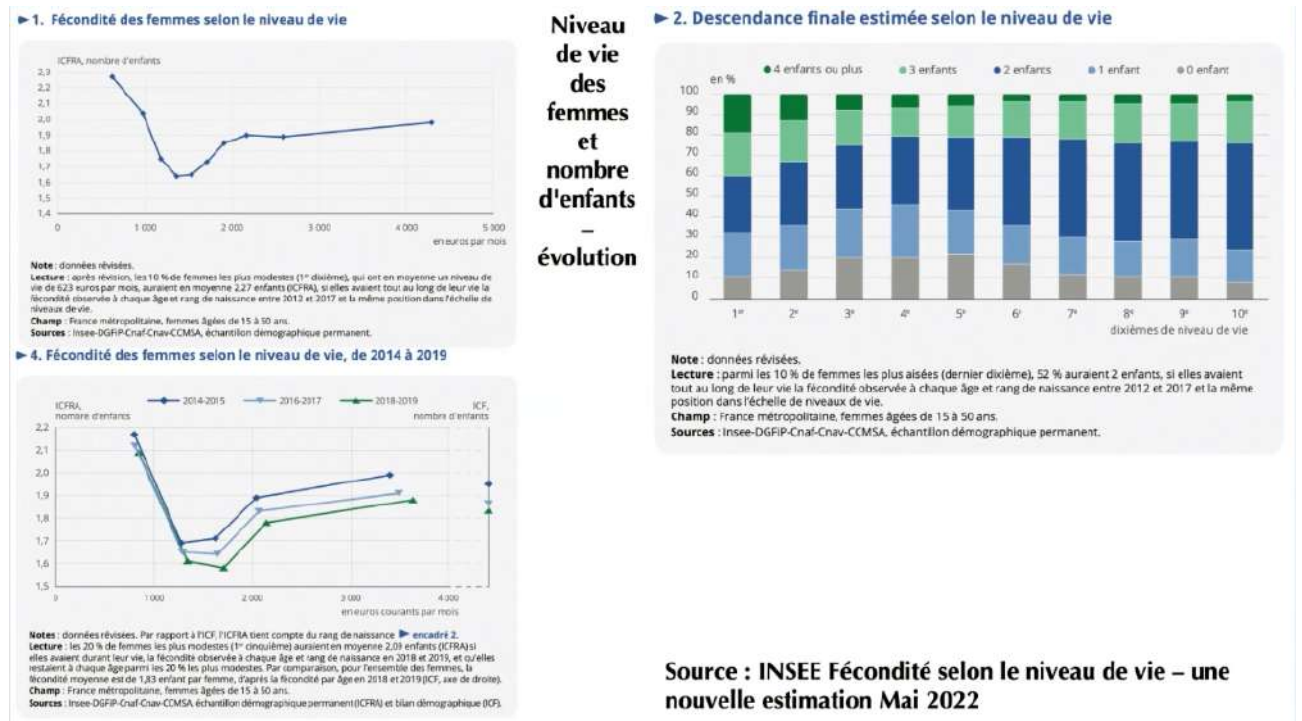 ► 1. Fécondité des femmes selon le niveau de vie
ICFRA, nombre d'enfants
2,3
2,2
2,1
2,0
1,9
1,8
1,7
1,6
1,5
1,4
0
1 000
2 000
3 000
4 000
5 000
en euros par mois
Note : données révisées.
Lecture : après révision, les 10 % de femmes les plus modestes (1er dixième), qui ont en moyenne un niveau de
vie de 623 euros par mois, auraient en moyenne 2,27 enfants (ICFRA), si elles avaient tout au long de leur vie la
fécondité observée à chaque âge et rang de naissance entre 2012 et 2017 et la même position dans l'échelle de
niveaux de vie.
Champ : France métropolitaine, femmes âgées de 15 à 50 ans.
Sources : Insee-DGFiP-Cnaf-Cnav-CCMSA, échantillon démographique permanent.
► 4. Fécondité des femmes selon le niveau de vie, de 2014 à 2019
ICFRA,
nombre d'enfants
2014-2015
2016-2017
2018-2019
ICF,
nombre d'enfants
2,2
2,1
2,0
1,9
1,8
1,7
1,6
1,5
0
1 000
2 000
3 000
4 000
en euros courants par mois
Notes : données révisées. Par rapport à l'ICF, l'ICFRA tient compte du rang de naissance ► encadré 2.
Lecture : les 20 % de femmes les plus modestes (1er cinquième) auraient en moyenne 2,09 enfants (ICFRA) si
elles avaient durant leur vie, la fécondité observée à chaque âge et rang de naissance en 2018 et 2019, et qu'elles
restaient à chaque âge parmi les 20 % les plus modestes. Par comparaison, pour l'ensemble des femmes, la
fécondité moyenne est de 1,83 enfant par femme, d'après la fécondité par âge en 2018 et 2019 (ICF, axe de droite).
Champ : France métropolitaine, femmes âgées de 15 à 50 ans.
Sources : Insee-DGFiP-Cnaf-Cnav-CCMSA, échantillon démographique permanent (ICFRA) et bilan démographique (ICF).
Niveau
de vie
des
femmes
et
nombre
d'enfants
–
évolution
► 2. Descendance finale estimée selon le niveau de vie
en %
4 enfants ou plus
3 enfants
2 enfants
1 enfant
0 enfant
100
90
80
70
60
50
40
30
20
10
0
1er
2e
3e
4e
5e
6e
7e
8e
9e
10e
dixièmes de niveau de vie
Note : données révisées.
Lecture : parmi les 10 % de femmes les plus aisées (dernier dixième), 52 % auraient 2 enfants, si elles avaient
tout au long de leur vie la fécondité observée à chaque âge et rang de naissance entre 2012 et 2017 et la même
position dans l'échelle de niveaux de vie.
Champ : France métropolitaine, femmes âgées de 15 à 50 ans.
Sources : Insee-DGFiP-Cnaf-Cnav-CCMSA, échantillon démographique permanent.
Source : INSEE Fécondité selon le niveau de vie – une
nouvelle estimation Mai 2022